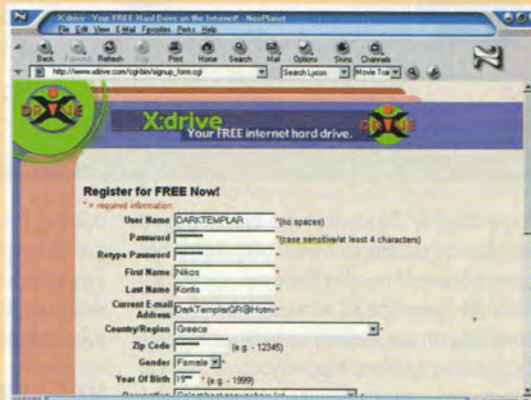 X:drive - Your FREE Hard Drive on the Internet! - NeoPlanet
File Edit View E-Mail Favorites Perks Help
Back Forward Refresh Stop Print Home Search Mail Options Skins Channels
http://www.xdrive.com/cgi-bin/signup_form.cgi Search Lycos Movie Trai
DRIVE X:drive DRIVE
Your FREE internet hard drive.
Register for FREE Now!
* = required information.
User Name DARKTEMPLAR *(no spaces)
Password ******** *(case sensitive/at least 4 characters)
Retype Password ******** *
First Name Nikos *
Last Name Kontis *
Current E-mail
Address DarkTemplarGR@Hotm *
Country/Region Greece *
Zip Code ******* (e.g. - 12345)
Gender Female *
Year Of Birth 19** * (e.g. - 1999)